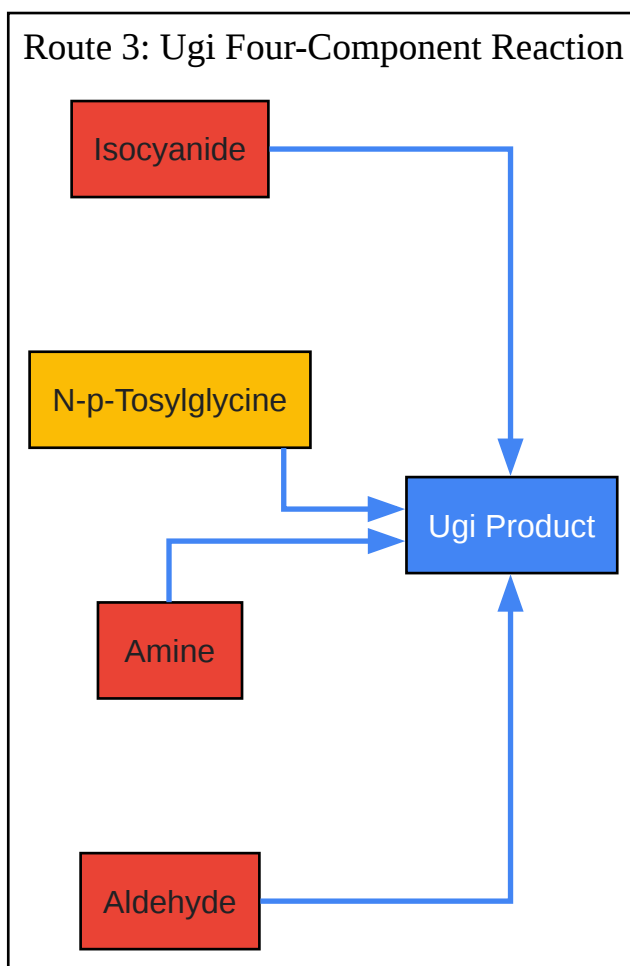 Route 3: Ugi Four-Component Reaction
Isocyanide
N-p-Tosylglycine
Ugi Product
Amine
Aldehyde